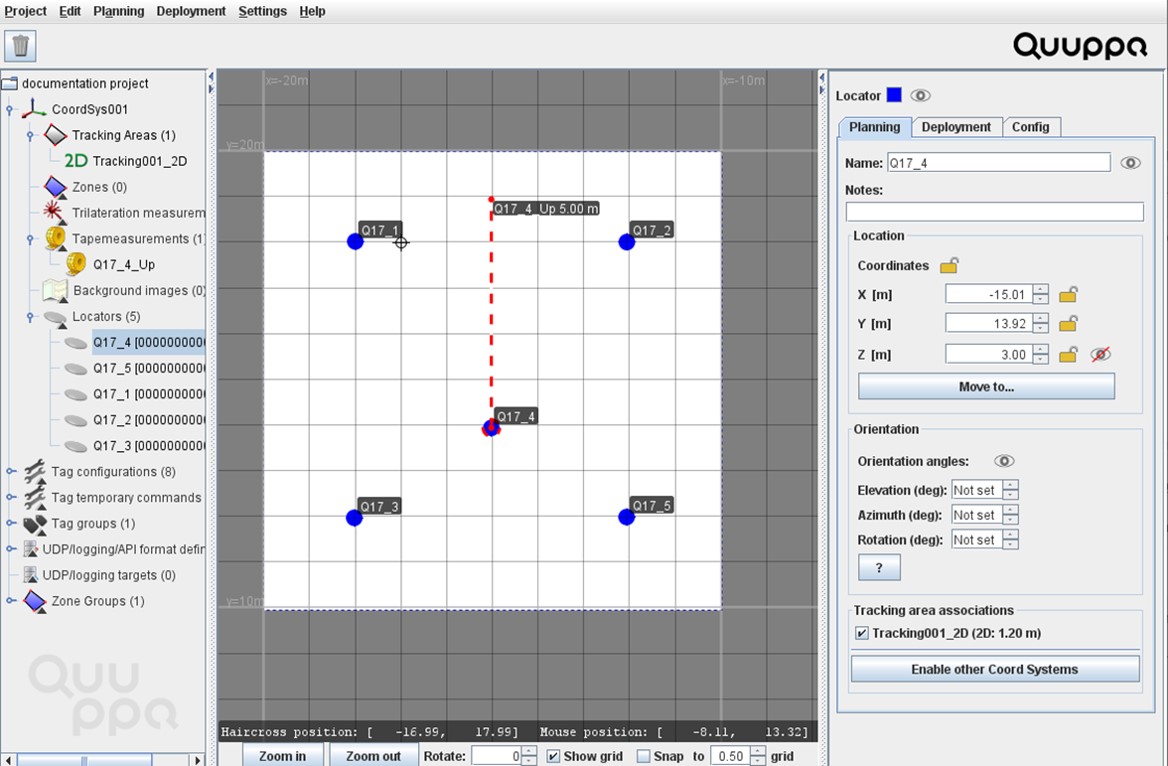 Project Edit Planning Deployment Settings Help
Quuppa
documentation project
CoordSys001
Tracking Areas (1)
2D Tracking001_2D
Zones (0)
Trilateration measurem
Tapemeasurements (1)
Q17_4_Up
Background images (0)
Locators (5)
Q17_4 [0000000000
Q17_5 [0000000000
Q17_1 [0000000000
Q17_2 [0000000000
Q17_3 [0000000000
Tag configurations (8)
Tag temporary commands
Tag groups (1)
UDP/logging/API format defin
UDP/logging targets (0)
Zone Groups (1)
Quuppa
x=-20m
x=-10m
y=20m
Q17_4_Up 5.00 m
Q17_1
Q17_2
Q17_4
Q17_3
Q17_5
y=10m
Haircross position: [ -16.99, 17.99] Mouse position: [ -8.11, 13.32]
Zoom in Zoom out Rotate: 0 Show grid Snap to 0.50 grid
Locator
Planning Deployment Config
Name: Q17_4
Notes:
Location
Coordinates
X [m] -15.01
Y [m] 13.92
Z [m] 3.00
Move to...
Orientation
Orientation angles:
Elevation (deg): Not set
Azimuth (deg): Not set
Rotation (deg): Not set
?
Tracking area associations
Tracking001_2D (2D: 1.20 m)
Enable other Coord Systems